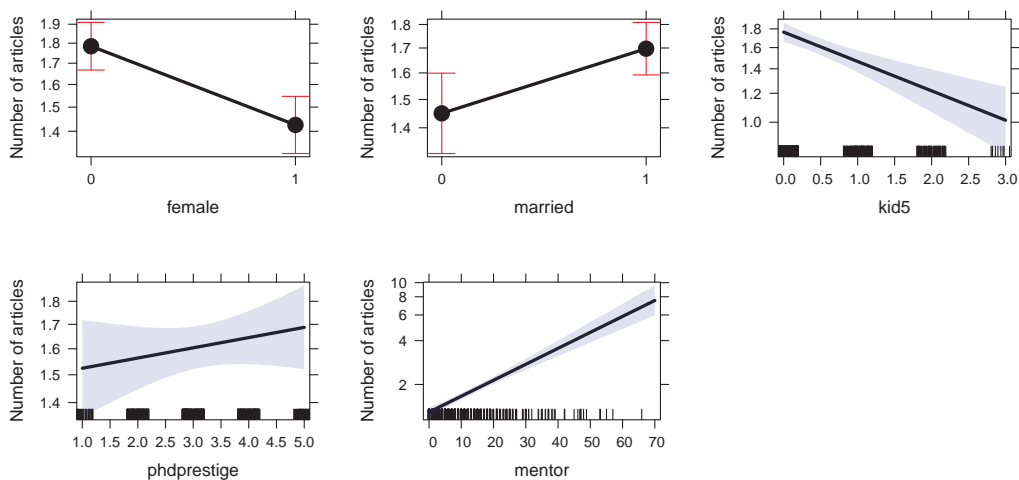 Number of articles
1.9
1.8
1.7
1.6
1.5
1.4
0
1
female
Number of articles
1.7
1.6
1.5
1.4
0
1
married
Number of articles
1.8
1.6
1.4
1.2
1.0
0.0 0.5 1.0 1.5 2.0 2.5 3.0
kid5
Number of articles
1.8
1.7
1.6
1.5
1.4
1.0 1.5 2.0 2.5 3.0 3.5 4.0 4.5 5.0
phdprestige
Number of articles
10
8
6
4
2
0 10 20 30 40 50 60 70
mentor